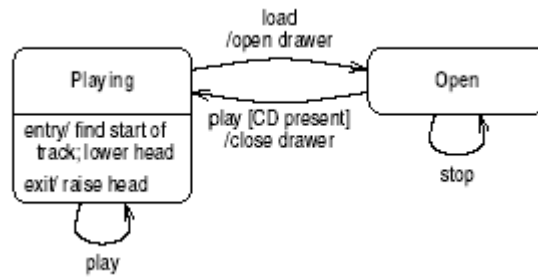 load
/open drawer
Playing
Open
entry/ find start of
track; lower head
exit/ raise head
play [CD present]
/close drawer
stop
play